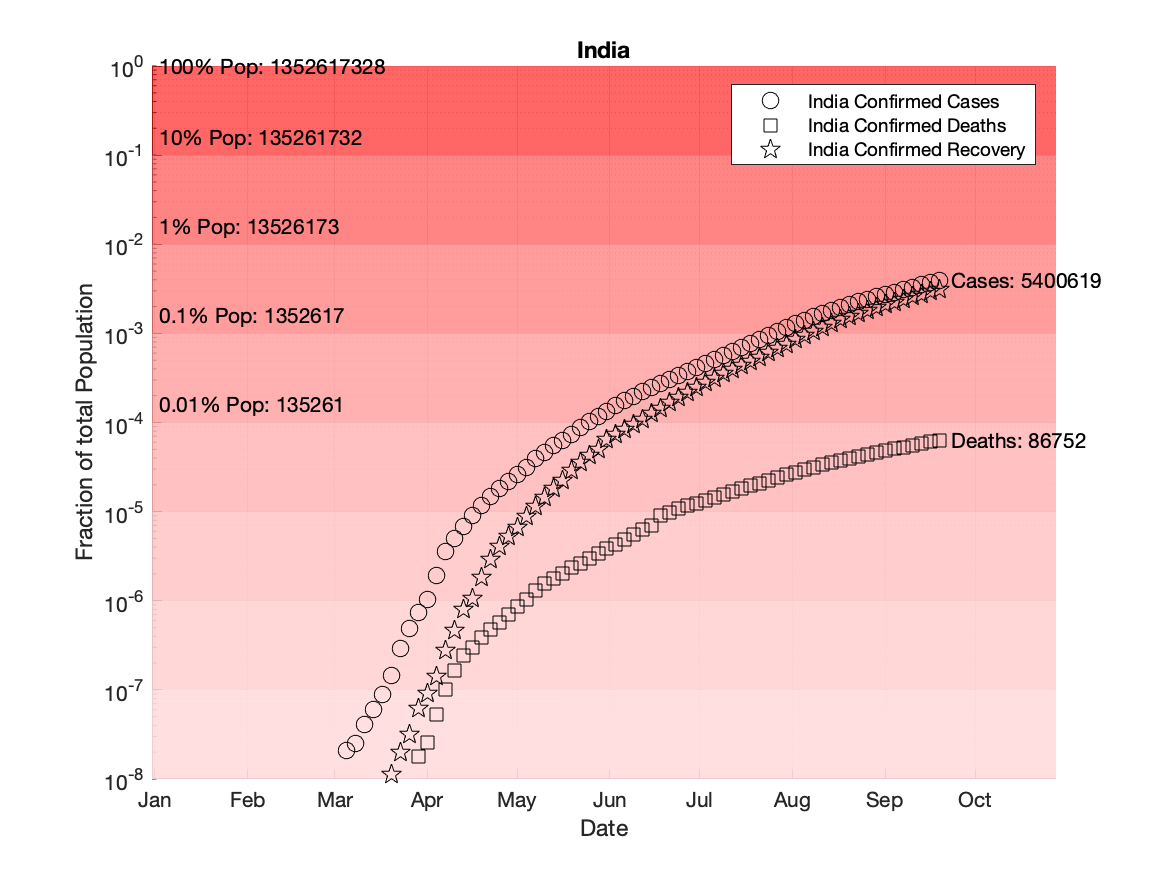 India
10^0
100% Pop: 1352617328
India Confirmed Cases
India Confirmed Deaths
India Confirmed Recovery
10% Pop: 135261732
10^-1
1% Pop: 13526173
10^-2
Cases: 5400619
0.1% Pop: 1352617
10^-3
0.01% Pop: 135261
10^-4
Deaths: 86752
10^-5
10^-6
10^-7
10^-8
Fraction of total Population
Jan Feb Mar Apr May Jun Jul Aug Sep Oct
Date